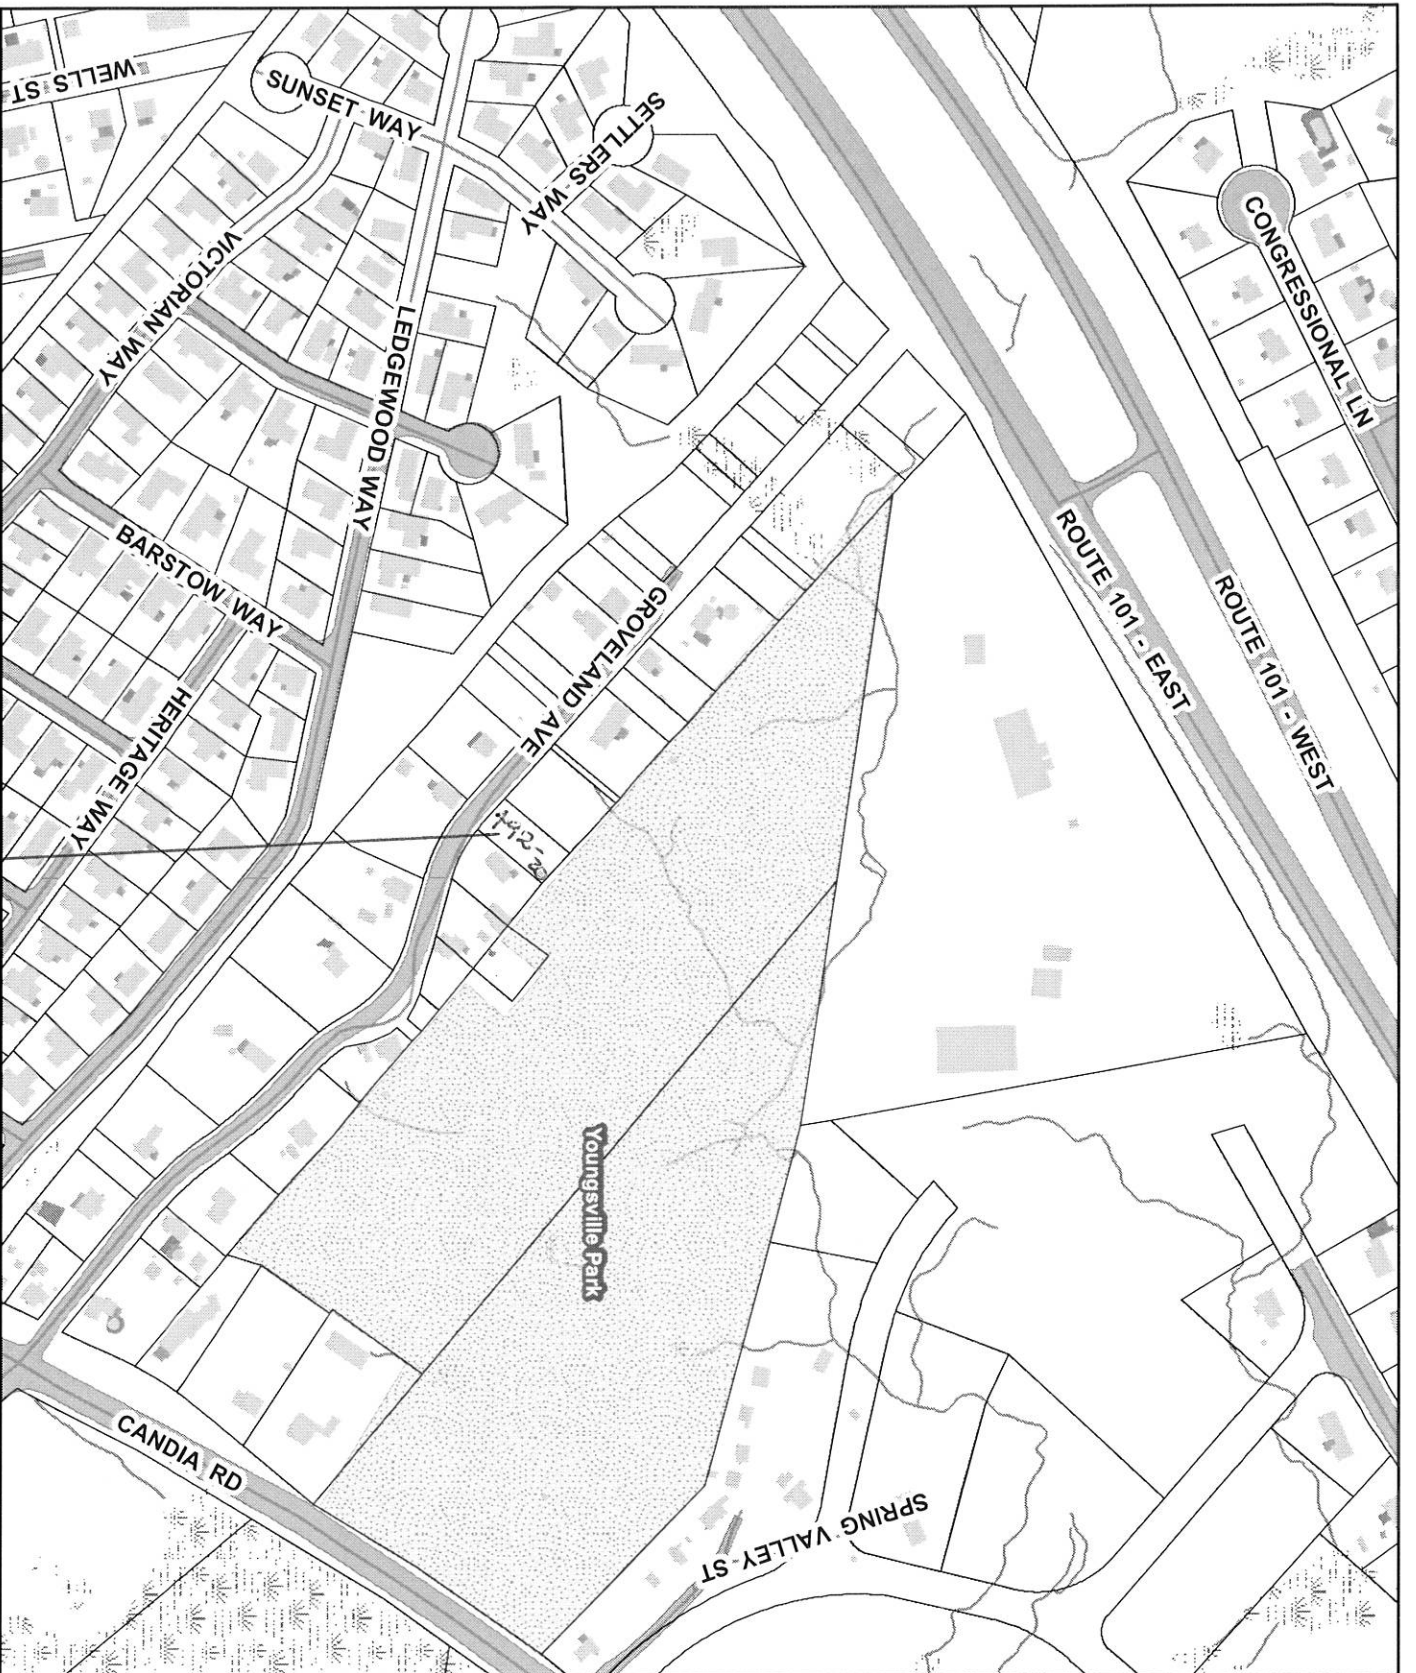 WELLS ST
SUNSET WAY
SETTLERS WAY
CONGRESSIONAL LN
VICTORIAN WAY
LEDGEWOOD WAY
BARSTOW WAY
GROVELAND AVE
ROUTE 101 - EAST
ROUTE 101 - WEST
HERITAGE WAY
Youngsville Park
CANDIA RD
SPRING VALLEY ST